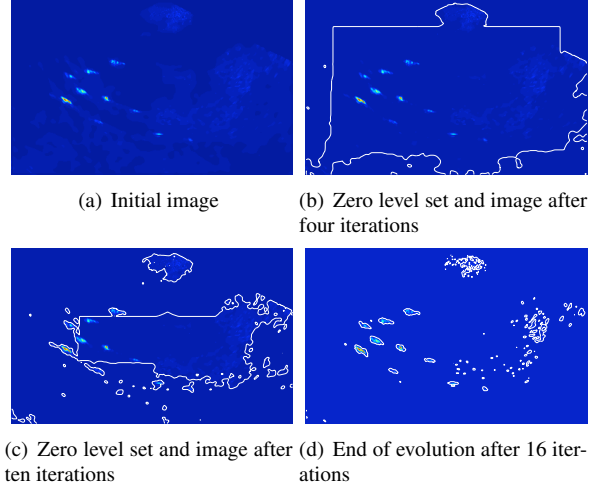 (a) Initial image
(b) Zero level set and image after
four iterations
(c) Zero level set and image after
ten iterations
(d) End of evolution after 16 iter-
ations